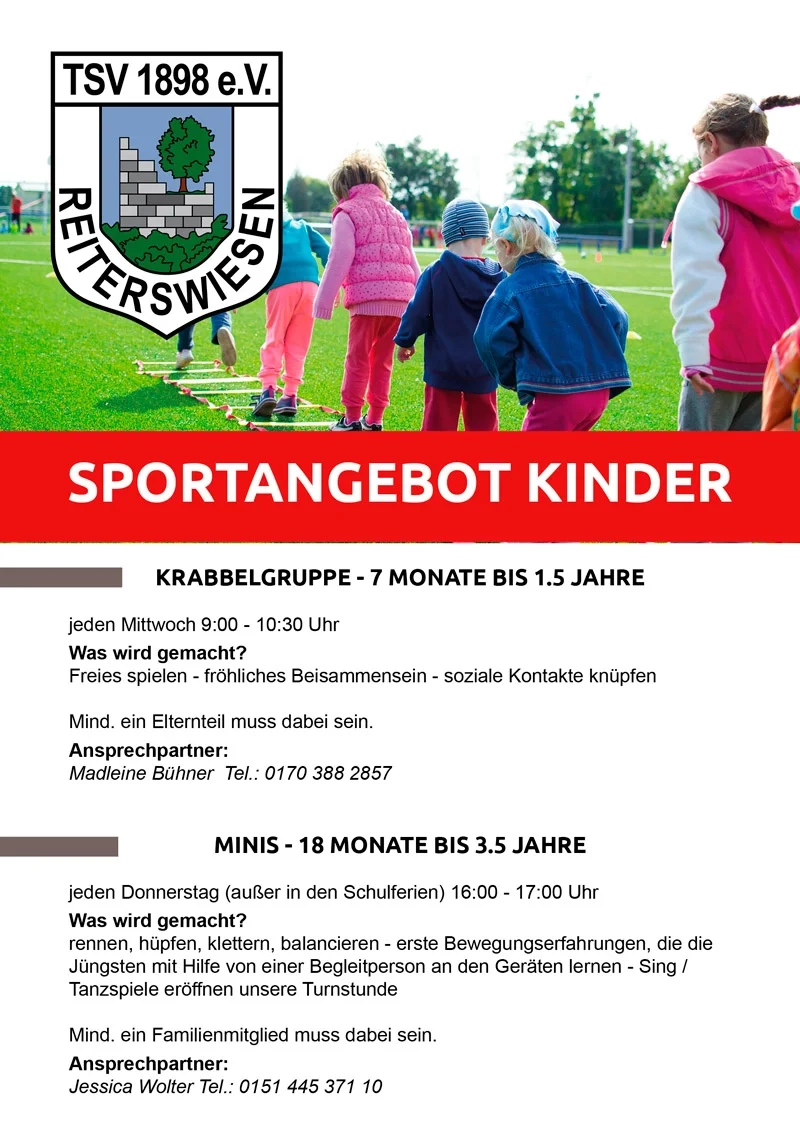 TSV 1898 e.V.
REITERSWIESEN
SPORTANGEBOT KINDER
KRABBELGRUPPE - 7 MONATE BIS 1.5 JAHRE
jeden Mittwoch 9:00 - 10:30 Uhr
Was wird gemacht?
Freies spielen - fröhliches Beisammensein - soziale Kontakte knüpfen
Mind. ein Elternteil muss dabei sein.
Ansprechpartner:
Madleine Bühner  Tel.: 0170 388 2857
MINIS - 18 MONATE BIS 3.5 JAHRE
jeden Donnerstag (außer in den Schulferien) 16:00 - 17:00 Uhr
Was wird gemacht?
rennen, hüpfen, klettern, balancieren - erste Bewegungserfahrungen, die die
Jüngsten mit Hilfe von einer Begleitperson an den Geräten lernen - Sing /
Tanzspiele eröffnen unsere Turnstunde
Mind. ein Familienmitglied muss dabei sein.
Ansprechpartner:
Jessica Wolter Tel.: 0151 445 371 10